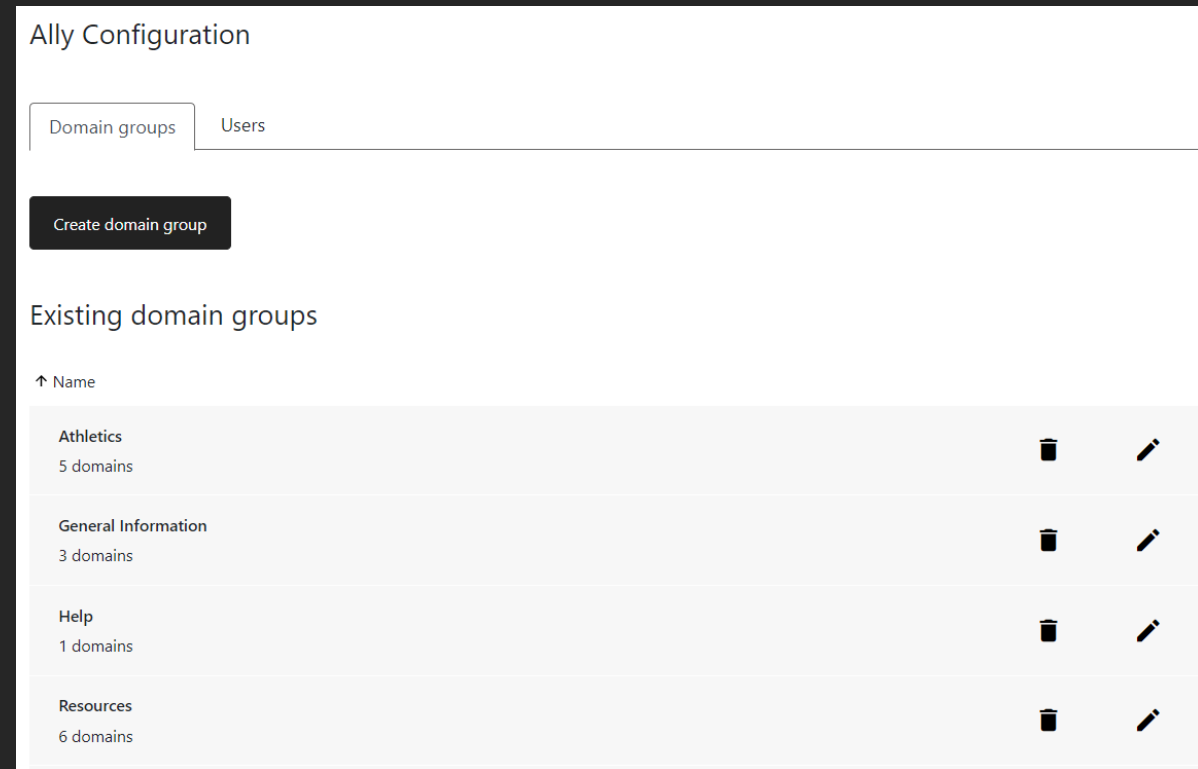 Ally Configuration
Domain groups
Users
Create domain group
Existing domain groups
Name
Athletics
5 domains
General Information
3 domains
Help
1 domains
Resources
6 domains